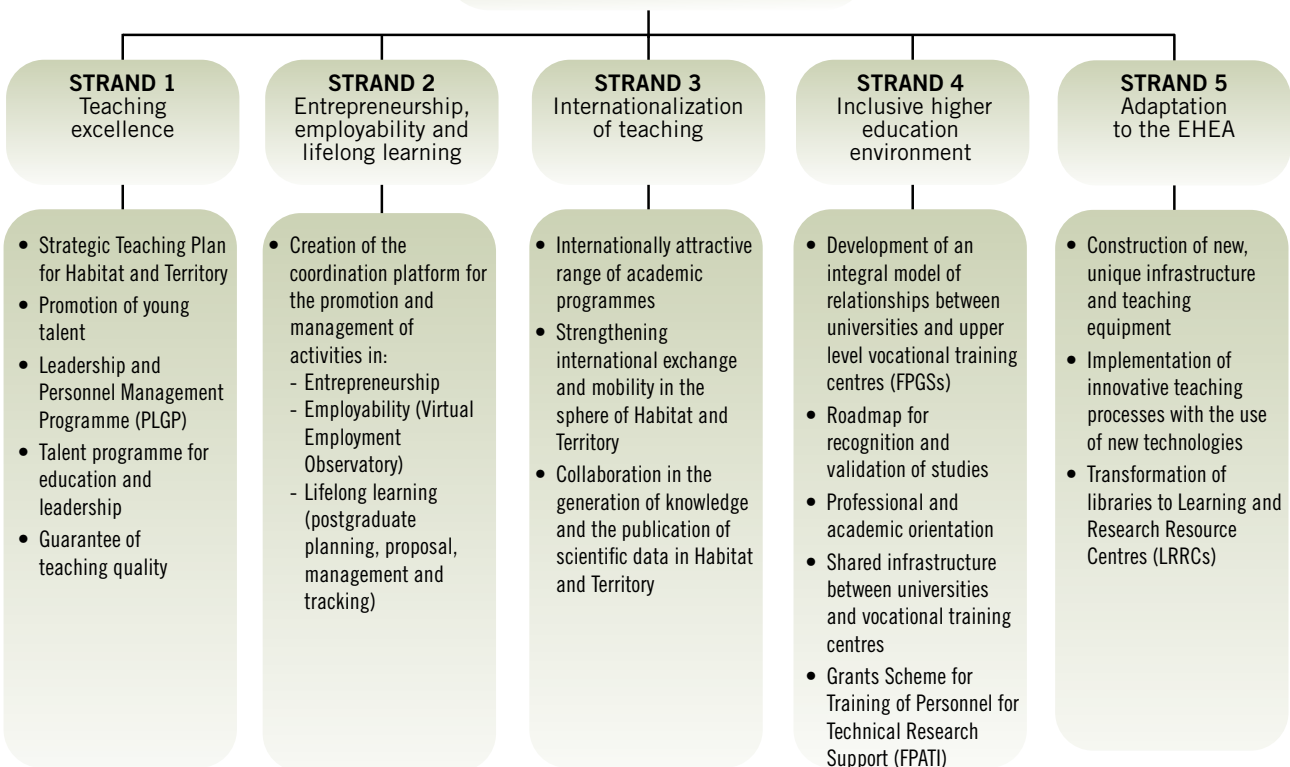 STRAND 1
Teaching
excellence
STRAND 2
Entrepreneurship,
employability and
lifelong learning
STRAND 3
Internationalization
of teaching
STRAND 4
Inclusive higher
education
environment
STRAND 5
Adaptation
to the EHEA
• Strategic Teaching Plan
for Habitat and Territory
• Promotion of young
talent
• Leadership and
Personnel Management
Programme (PLGP)
• Talent programme for
education and
leadership
• Guarantee of
teaching quality
• Creation of the
coordination platform for
the promotion and
management of
activities in:
- Entrepreneurship
- Employability (Virtual
Employment
Observatory)
- Lifelong learning
(postgraduate
planning, proposal,
management and
tracking)
• Internationally attractive
range of academic
programmes
• Strengthening
international exchange
and mobility in the
sphere of Habitat and
Territory
• Collaboration in the
generation of knowledge
and the publication of
scientific data in Habitat
and Territory
• Development of an
integral model of
relationships between
universities and upper
level vocational training
centres (FPGSs)
• Roadmap for
recognition and
validation of studies
• Professional and
academic orientation
• Shared infrastructure
between universities
and vocational training
centres
• Grants Scheme for
Training of Personnel for
Technical Research
Support (FPATI)
• Construction of new,
unique infrastructure
and teaching
equipment
• Implementation of
innovative teaching
processes with the use
of new technologies
• Transformation of
libraries to Learning and
Research Resource
Centres (LRRCs)